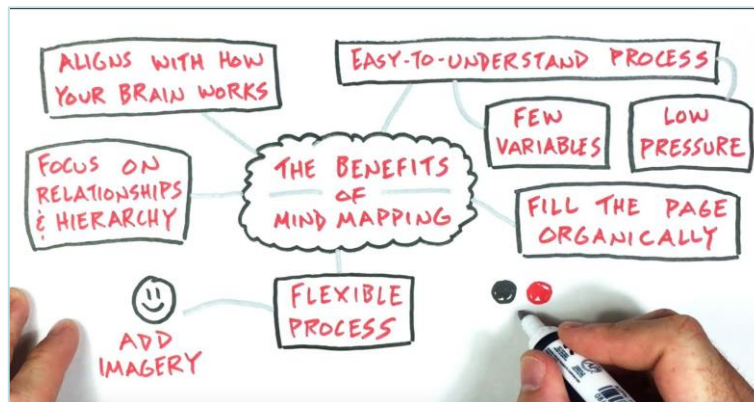 ALIGNS WITH HOW
YOUR BRAIN WORKS
EASY-TO-UNDERSTAND PROCESS
FEW
VARIABLES
LOW
PRESSURE
FOCUS ON
RELATIONSHIPS
& HIERARCHY
THE BENEFITS
OF
MIND MAPPING
FILL THE PAGE
ORGANICALLY
FLEXIBLE
PROCESS
ADD
IMAGERY